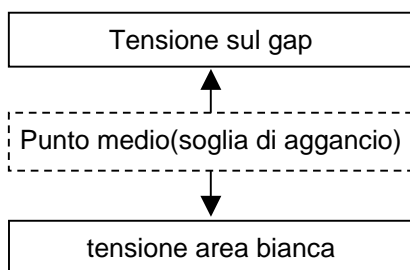 Tensione sul gap
Punto medio(soglia di aggancio)
tensione area bianca